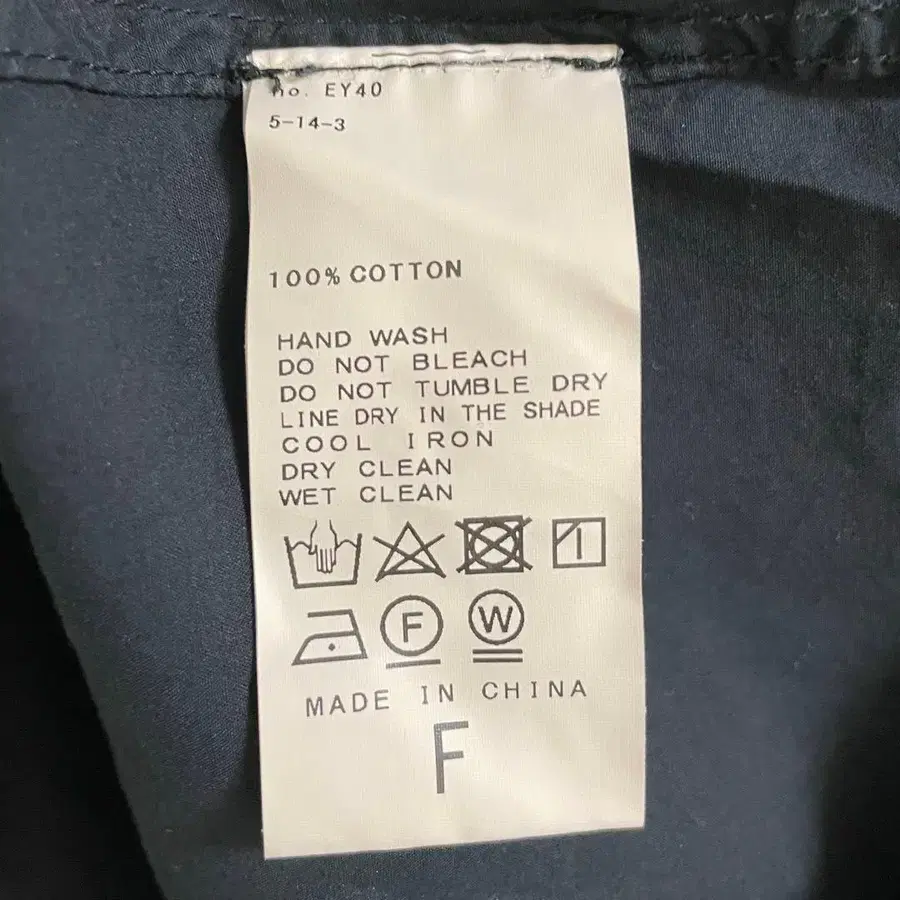 no. EY40
5-14-3
100% COTTON
HAND WASH
DO NOT BLEACH
DO NOT TUMBLE DRY
LINE DRY IN THE SHADE
COOL IRON
DRY CLEAN
WET CLEAN
F W
MADE IN CHINA
F